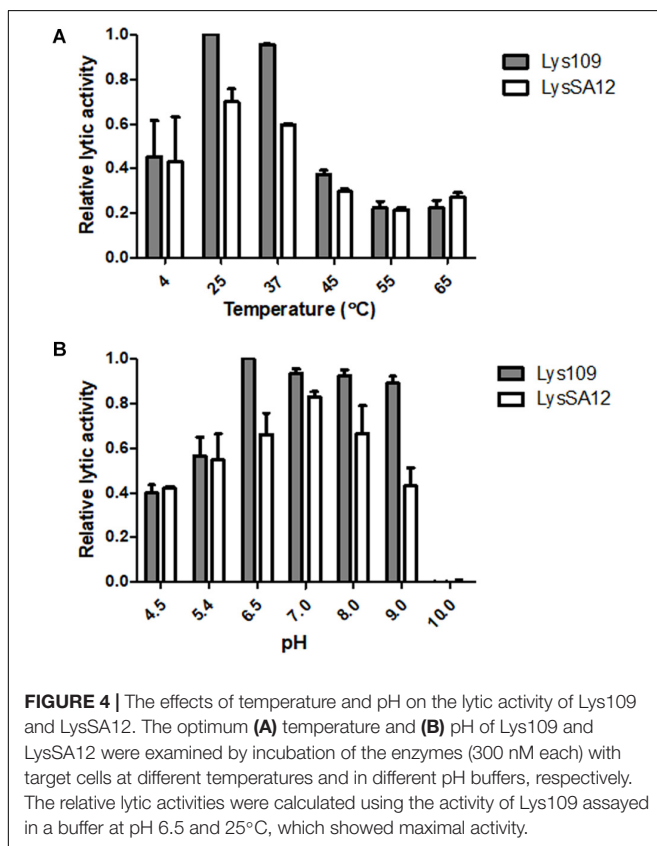 A
Relative lytic activity
1.0
0.8
0.6
0.4
0.2
0.0
4 25 37 45 55 65
Temperature (°C)
Lys109
LysSA12
B
Relative lytic activity
1.0
0.8
0.6
0.4
0.2
0.0
4.5 5.4 6.5 7.0 8.0 9.0 10.0
pH
Lys109
LysSA12
FIGURE 4 | The effects of temperature and pH on the lytic activity of Lys109
and LysSA12. The optimum (A) temperature and (B) pH of Lys109 and
LysSA12 were examined by incubation of the enzymes (300 nM each) with
target cells at different temperatures and in different pH buffers, respectively.
The relative lytic activities were calculated using the activity of Lys109 assayed
in a buffer at pH 6.5 and 25°C, which showed maximal activity.